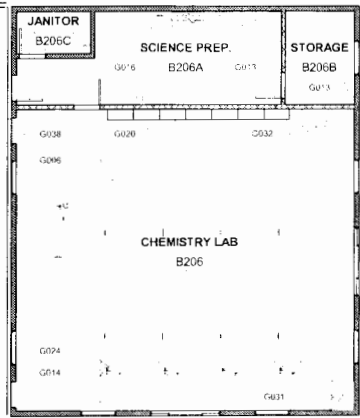 JANITOR
B206C
SCIENCE PREP.
B206A
G016
G013
STORAGE
B206B
G013
G038
G020
G032
G006
CHEMISTRY LAB
B206
G024
G014
G031